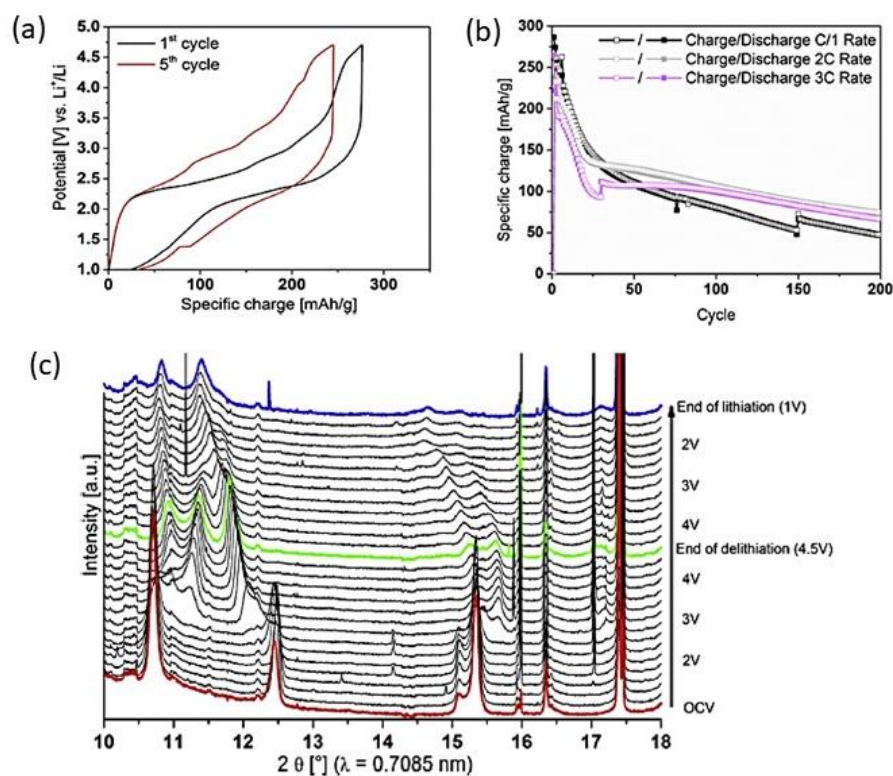 (a)
1st cycle
5th cycle
Potential [V] vs. Li+/Li
5.0
4.5
4.0
3.5
3.0
2.5
2.0
1.5
1.0
0
100
200
300
Specific charge [mAh/g]
(b)
/ Charge/Discharge C/1 Rate
/ Charge/Discharge 2C Rate
/ Charge/Discharge 3C Rate
Specific charge [mAh/g]
300
250
200
150
100
50
0
50
100
150
200
Cycle
(c)
Intensity [a.u.]
End of lithiation (1V)
2V
3V
4V
End of delithiation (4.5V)
4V
3V
2V
OCV
10
11
12
13
14
15
16
17
18
2 θ [°] (λ = 0.7085 nm)